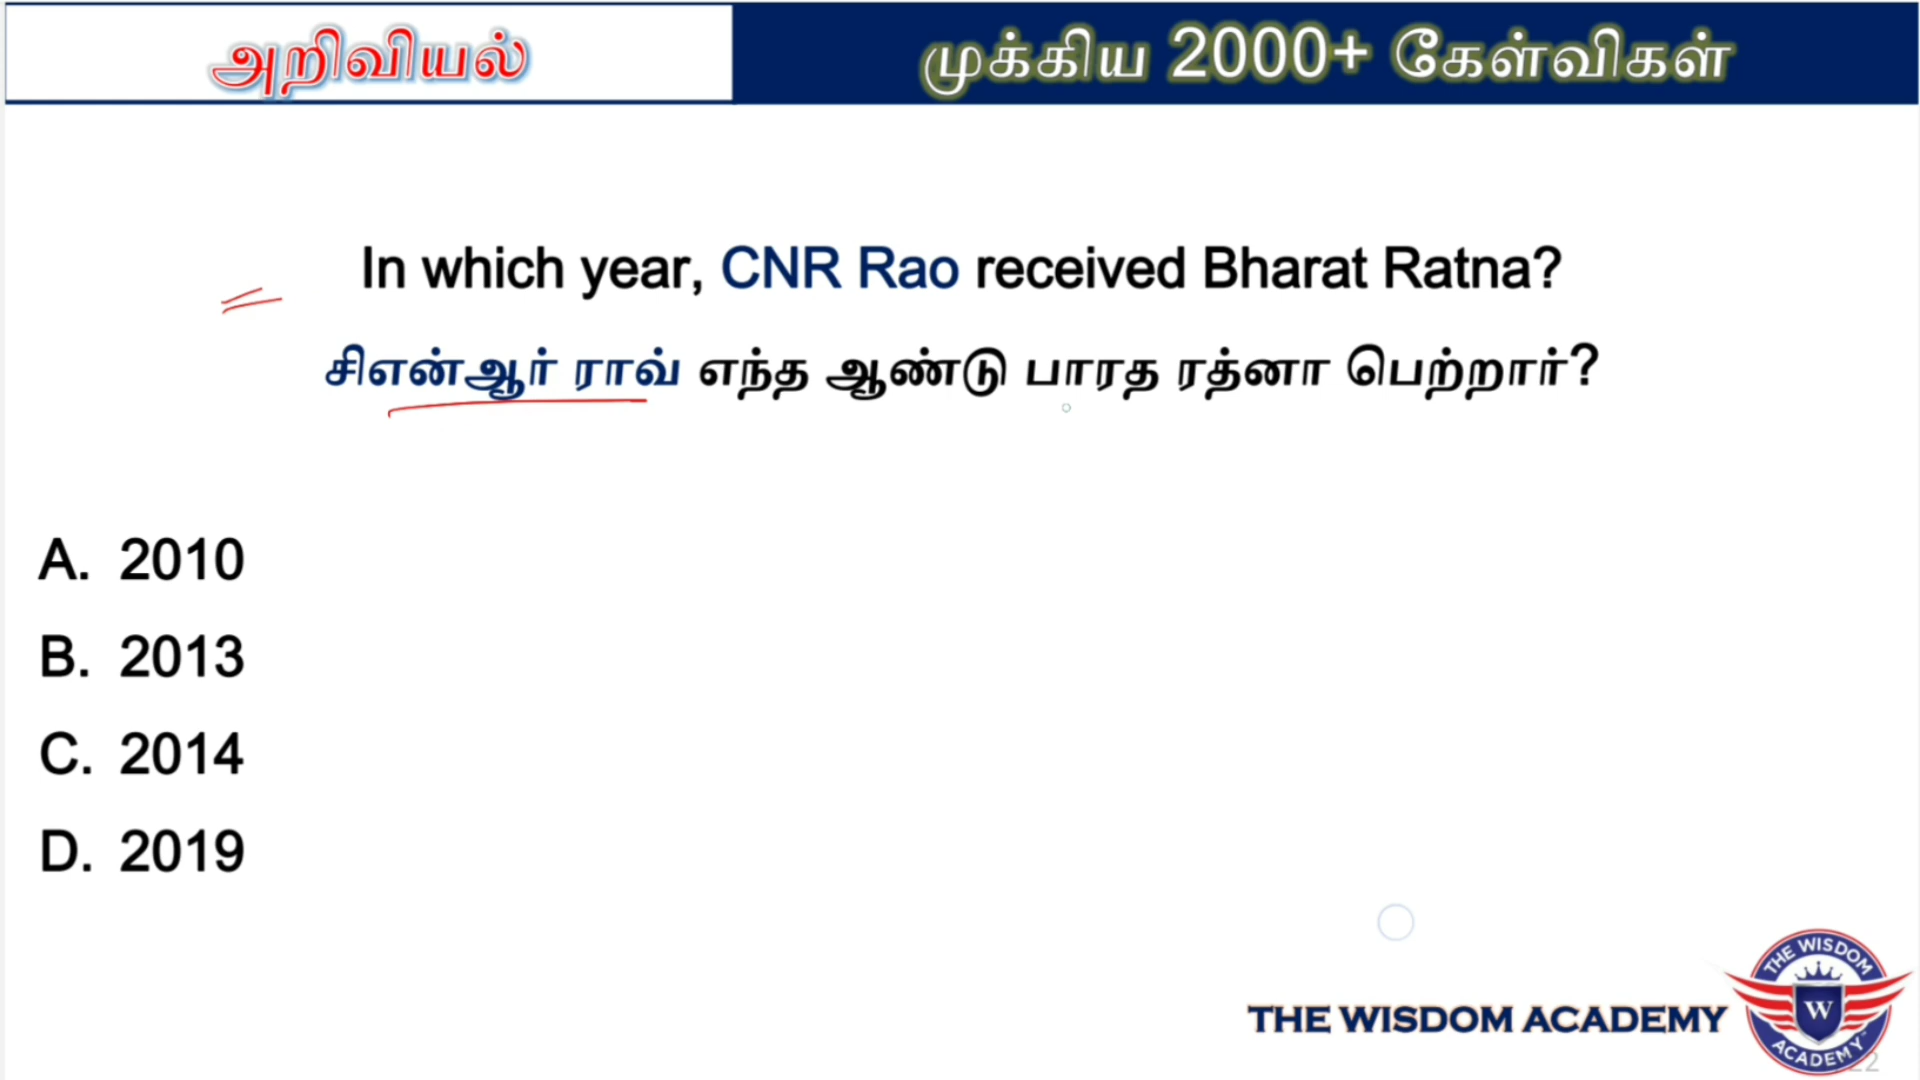 அறிவியல்
முக்கிய 2000+ கேள்விகள்
In which year, CNR Rao received Bharat Ratna?
சிஎன்ஆர் ராவ் எந்த ஆண்டு பாரத ரத்னா பெற்றார்?
A. 2010
B. 2013
C. 2014
D. 2019
THE WISDOM ACADEMY
THE WISDOM
W
ACADEMY